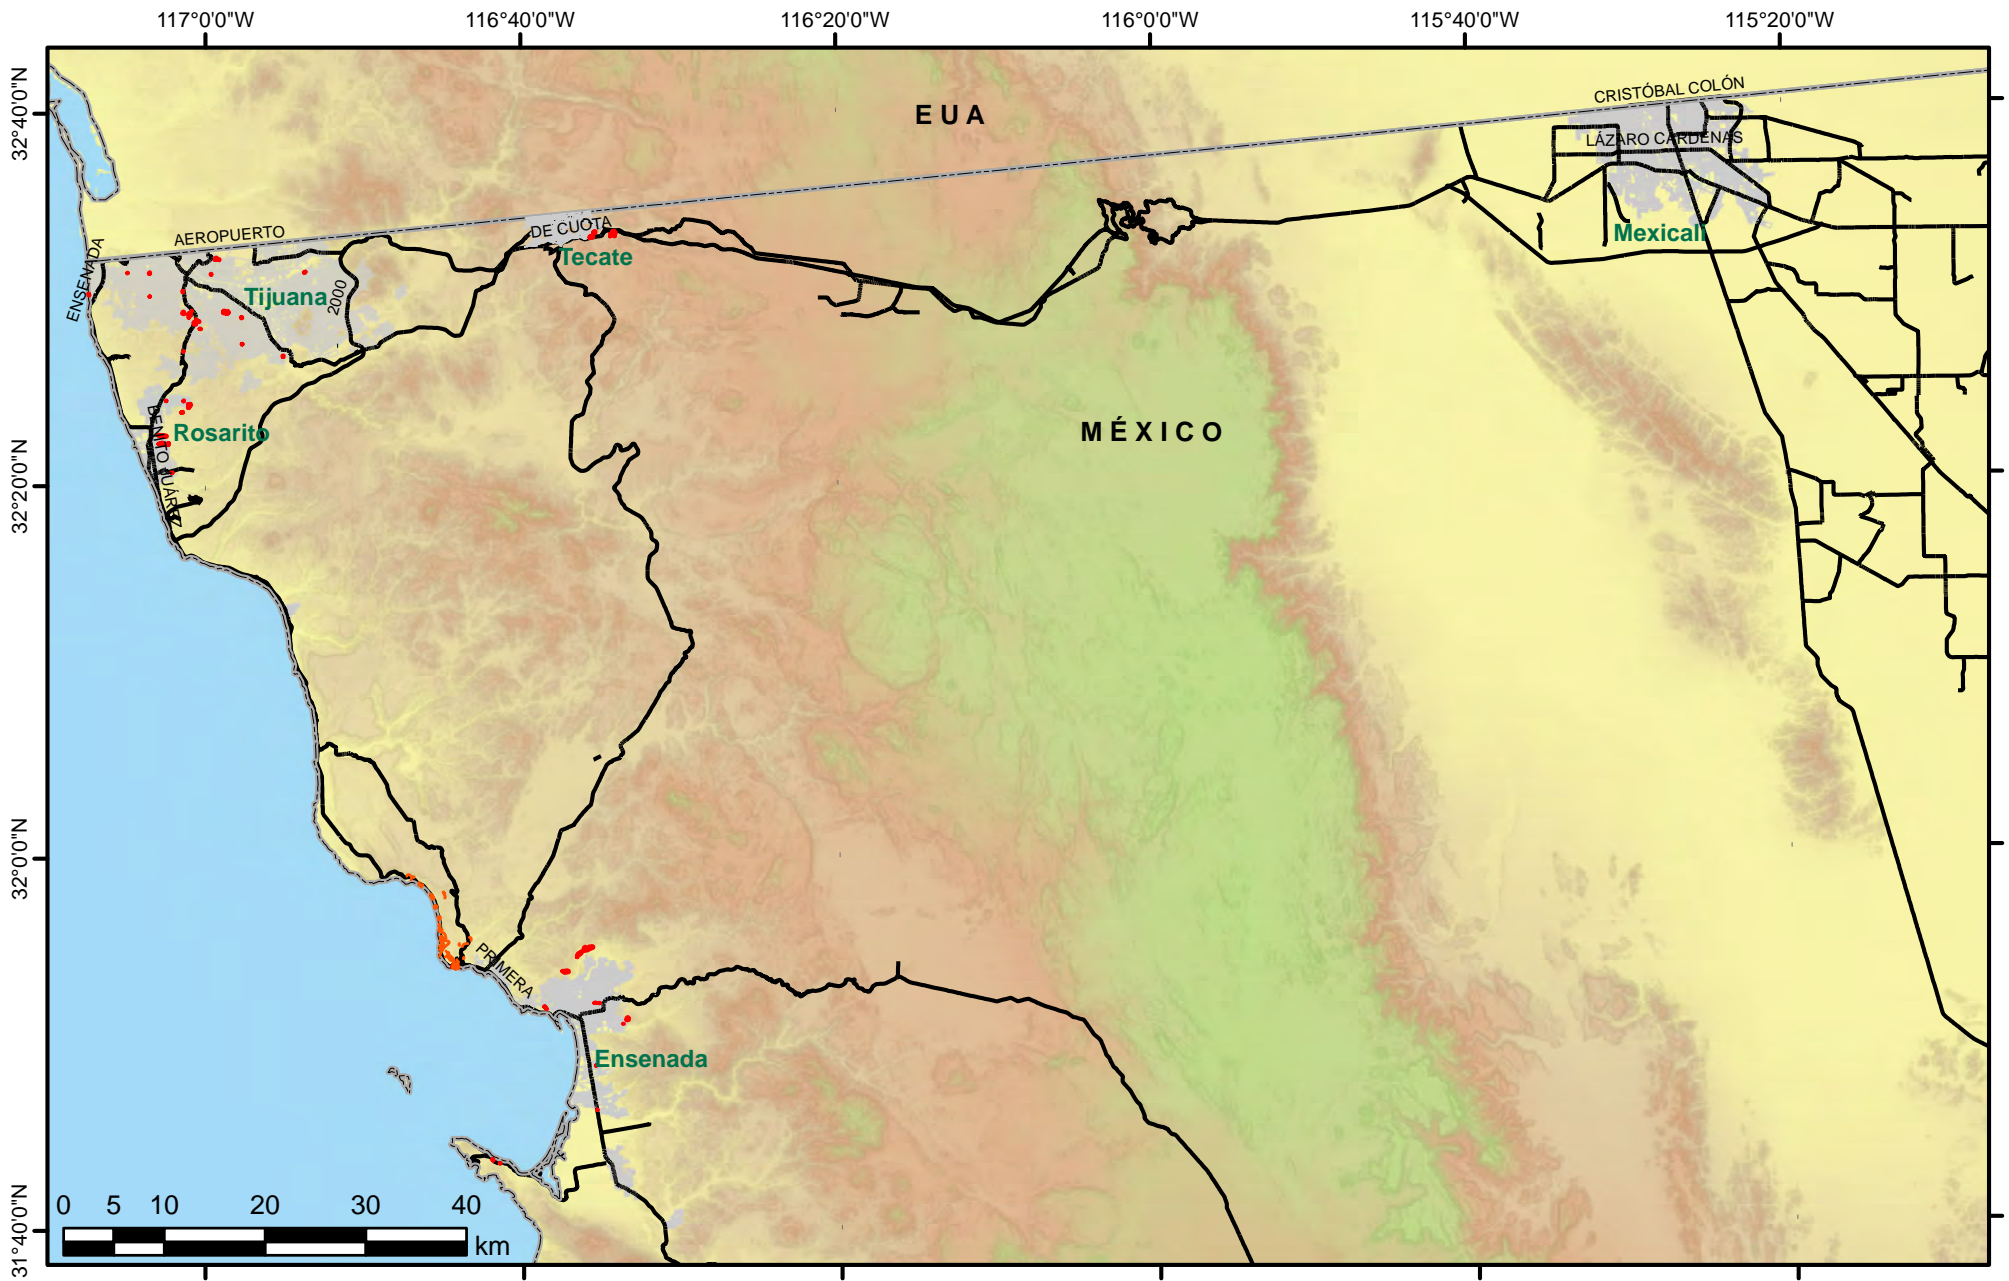 117°0'0"W 116°40'0"W 116°20'0"W 116°0'0"W 115°40'0"W 115°20'0"W
32°40'0"N
32°20'0"N
32°0'0"N
31°40'0"N
E U A
CRISTÓBAL COLÓN
LÁZARO CÁRDENAS
Mexicali
AEROPUERTO
DE CUOTA
Tecate
ENSENADA
Tijuana
2000
BENITO JUÁREZ
Rosarito
M É X I C O
PRIMERA
Ensenada
0 5 10 20 30 40
km